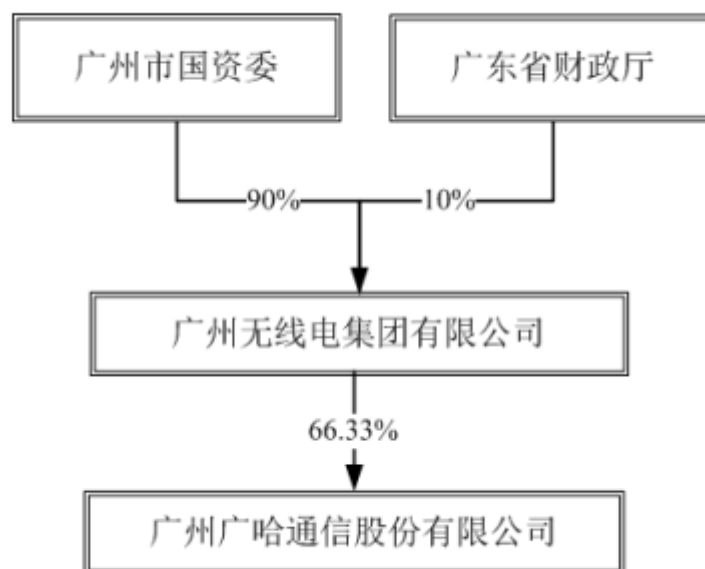 广州市国资委
广东省财政厅
90%
10%
广州无线电集团有限公司
66.33%
广州广哈通信股份有限公司